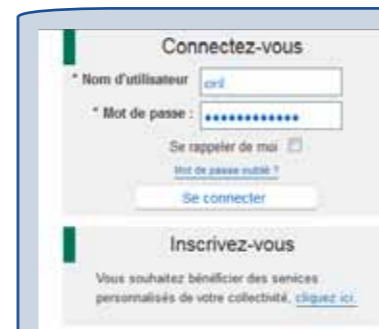 Connectez-vous
* Nom d'utilisateur cril
* Mot de passe : ••••••••••••
Se rappeler de moi
Mot de passe oublié ?
Se connecter
Inscrivez-vous
Vous souhaitez bénéficier des services
personnalisés de votre collectivité, cliquez ici.